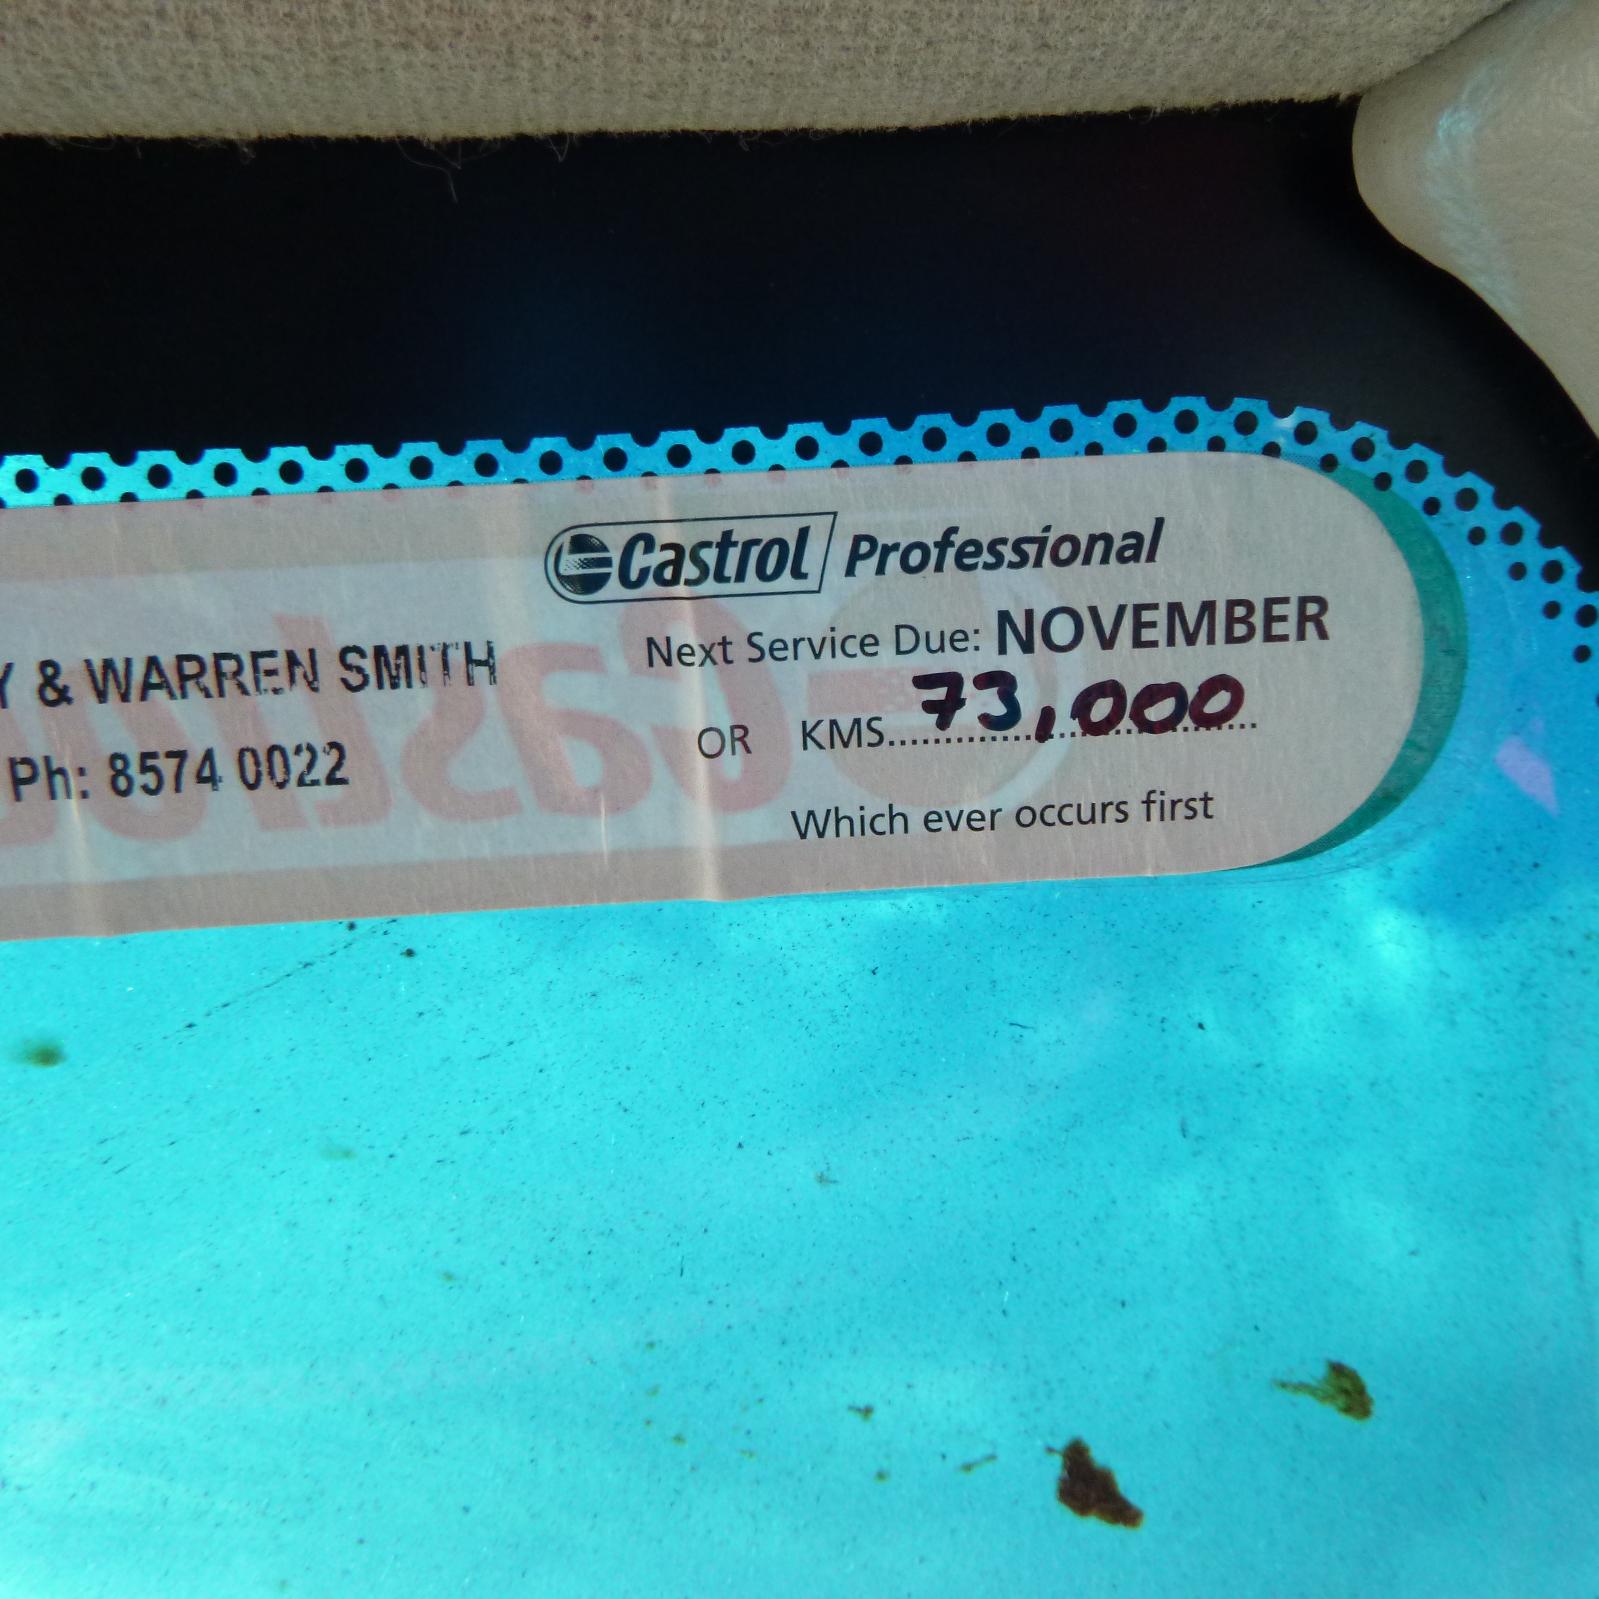 Castrol Professional
Next Service Due: NOVEMBER
Y & WARREN SMITH
OR KMS 73,000
Ph: 8574 0022
Which ever occurs first
Castrol